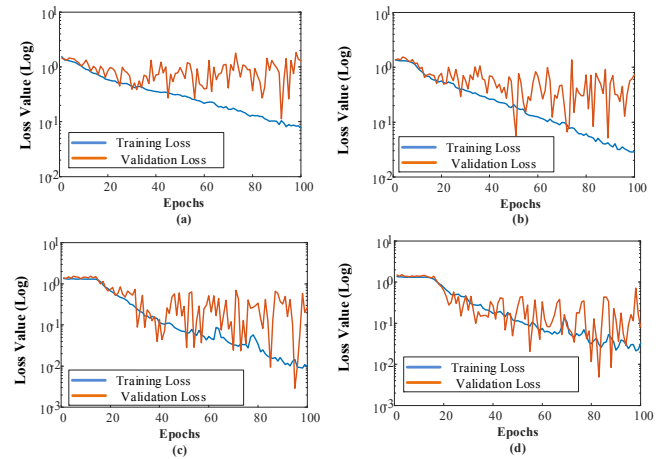 10^1
10^0
10^-1
10^-2
Loss Value (Log)
Training Loss
Validation Loss
0 20 40 60 80 100
Epochs
(a)
10^1
10^0
10^-1
10^-2
Loss Value (Log)
Training Loss
Validation Loss
0 20 40 60 80 100
Epochs
(b)
10^1
10^0
10^-1
10^-2
10^-3
Loss Value (Log)
Training Loss
Validation Loss
0 20 40 60 80 100
Epochs
(c)
10^1
10^0
10^-1
10^-2
10^-3
Loss Value (Log)
Training Loss
Validation Loss
0 20 40 60 80 100
Epochs
(d)